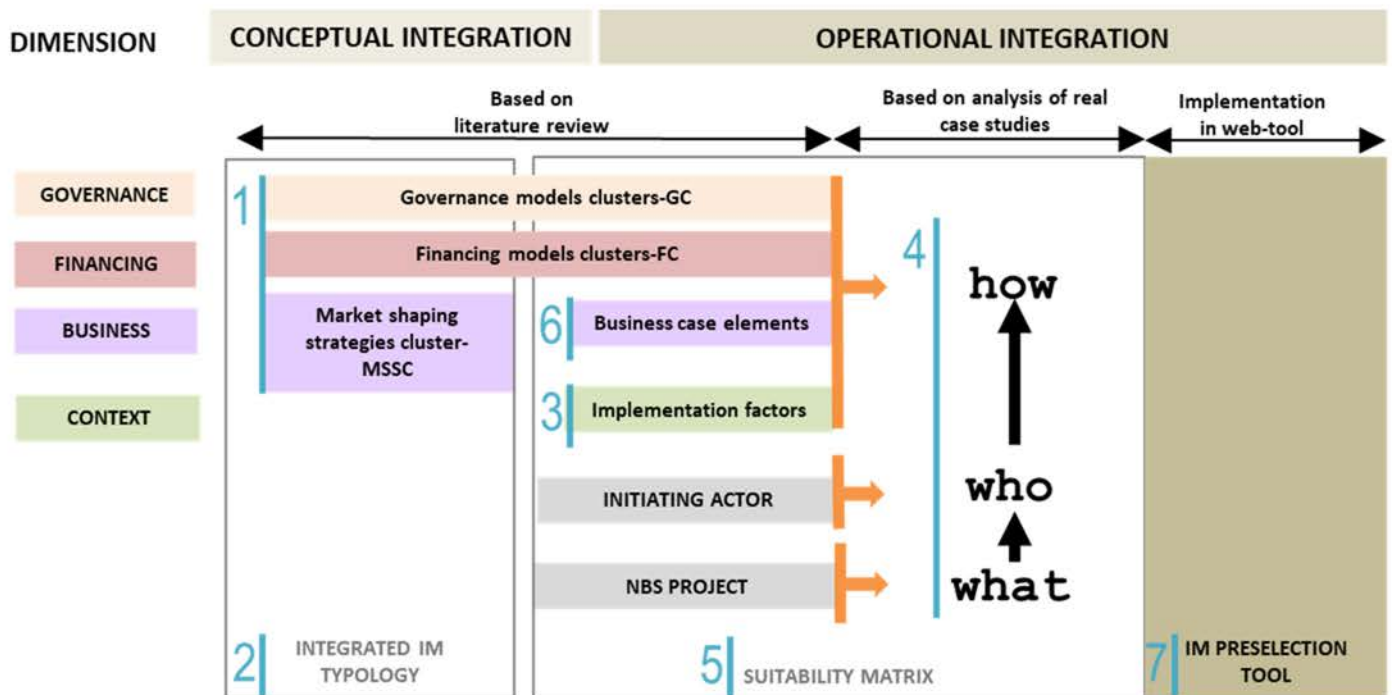 DIMENSION
CONCEPTUAL INTEGRATION
OPERATIONAL INTEGRATION
Based on
literature review
Based on analysis of real
case studies
Implementation
in web-tool
GOVERNANCE
1
Governance models clusters-GC
FINANCING
Financing models clusters-FC
4
how
BUSINESS
Market shaping
strategies cluster-
MSSC
6
Business case elements
CONTEXT
3
Implementation factors
INITIATING ACTOR
who
NBS PROJECT
what
2
INTEGRATED IM
TYPOLOGY
5
SUITABILITY MATRIX
7
IM PRESELECTION
TOOL